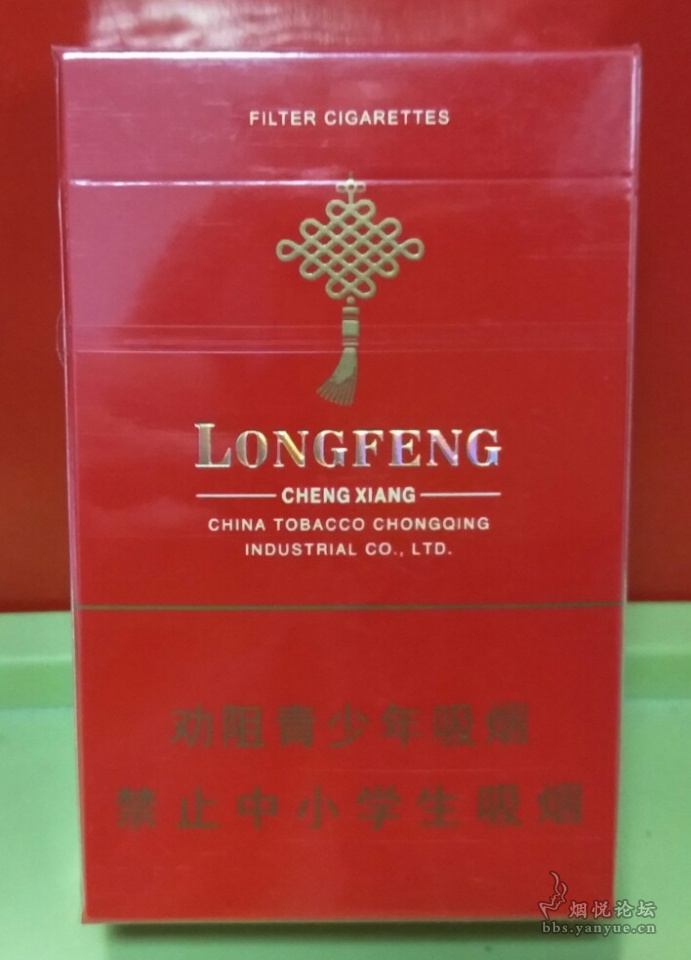 FILTER CIGARETTES
LONGFENG
CHENG XIANG
CHINA TOBACCO CHONGQING
INDUSTRIAL CO., LTD.
劝阻青少年吸烟
禁止中小学生吸烟
烟悦论坛
bbs.yanyue.cn